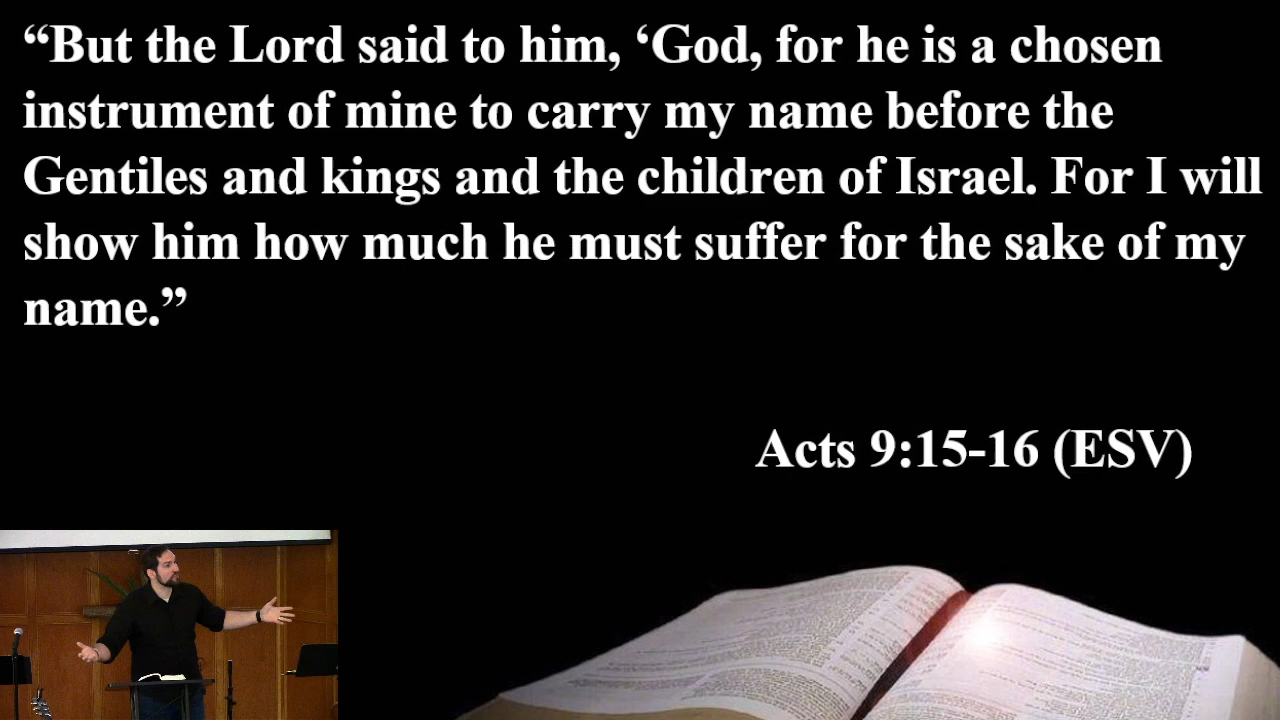 “But the Lord said to him, ‘God, for he is a chosen
instrument of mine to carry my name before the
Gentiles and kings and the children of Israel. For I will
show him how much he must suffer for the sake of my
name.”
Acts 9:15-16 (ESV)